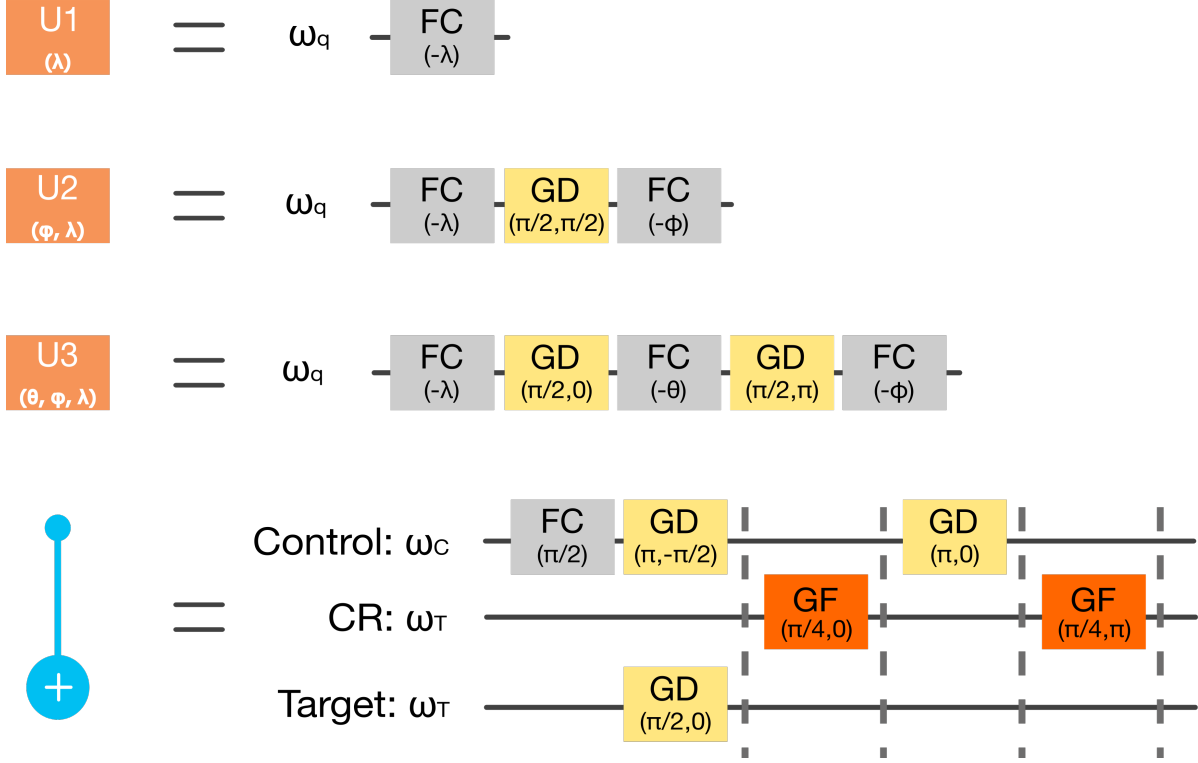 U1
(λ)
=
ωq
FC
(-λ)
U2
(φ, λ)
=
ωq
FC
(-λ)
GD
(π/2,π/2)
FC
(-φ)
U3
(θ, φ, λ)
=
ωq
FC
(-λ)
GD
(π/2,0)
FC
(-θ)
GD
(π/2,π)
FC
(-φ)
=
Control: ωC
FC
(π/2)
GD
(π,-π/2)
GD
(π,0)
CR: ωT
GF
(π/4,0)
GF
(π/4,π)
+
Target: ωT
GD
(π/2,0)